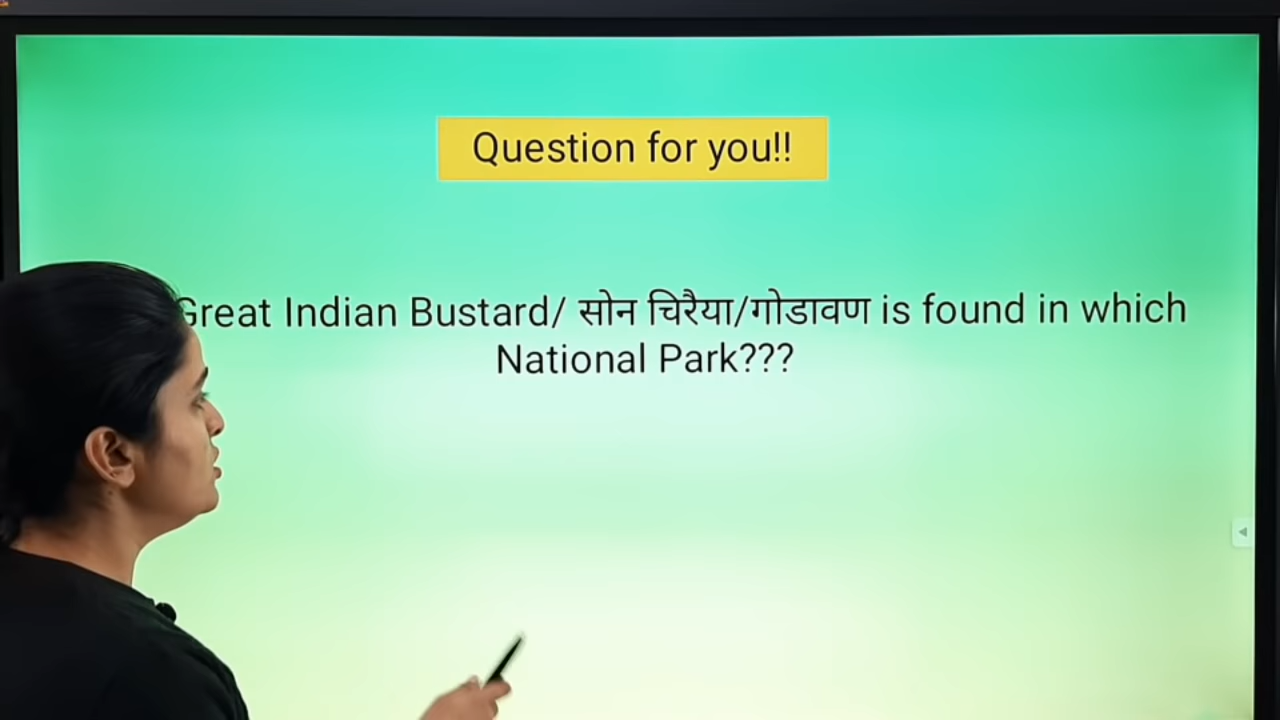 Question for you!!
Great Indian Bustard/ सोन चिरैया/गोडावण is found in which
National Park???